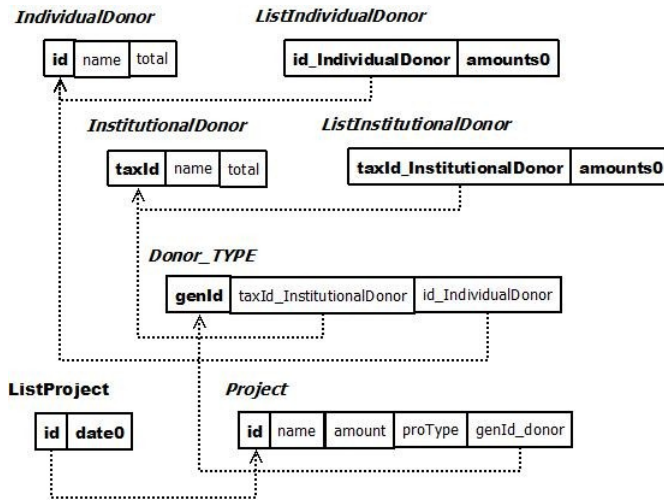 IndividualDonor ListIndividualDonor
id name total id_IndividualDonor amounts0
InstitutionalDonor ListInstitutionalDonor
taxId name total taxId_InstitutionalDonor amounts0
Donor_TYPE
genId taxId_InstitutionalDonor id_IndividualDonor
ListProject Project
id date0 id name amount proType genId_donor